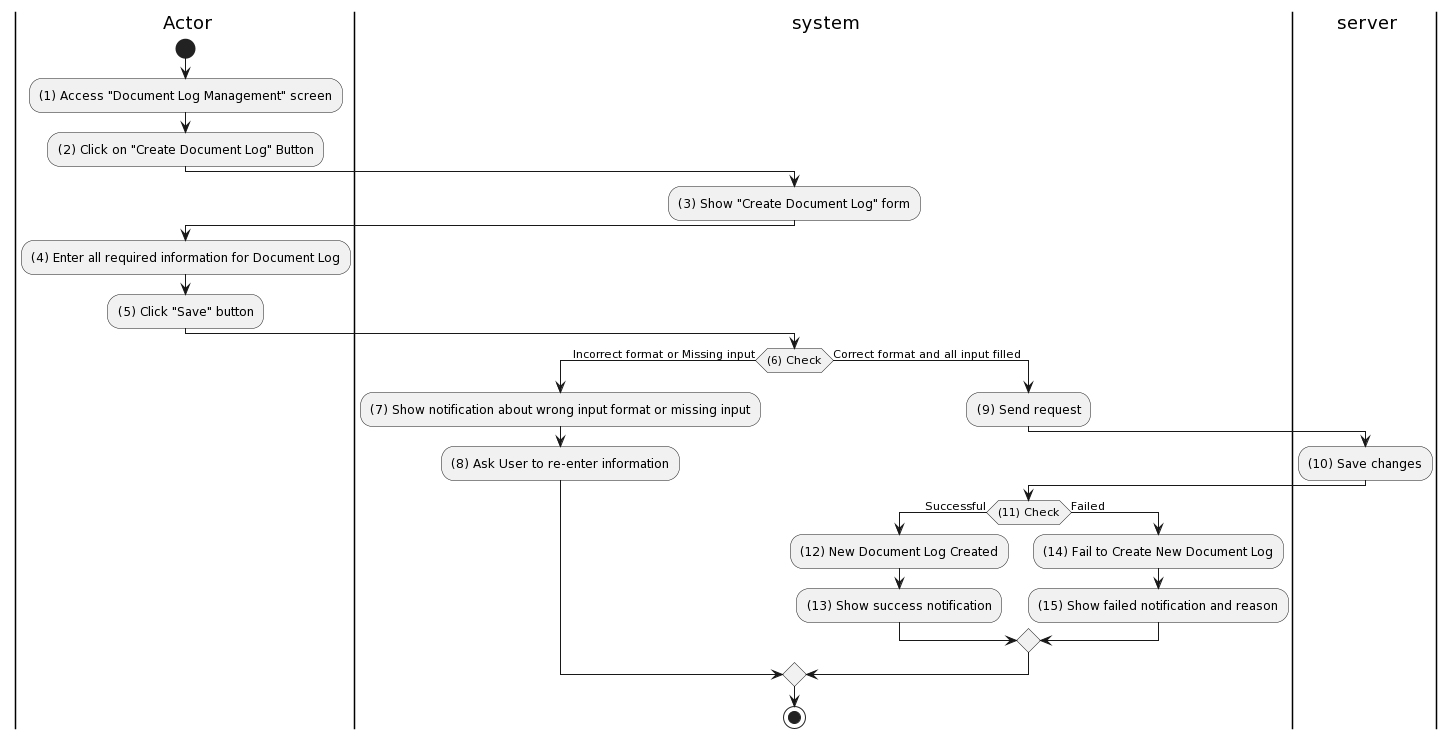 Actor
system
server
(1) Access "Document Log Management" screen
(2) Click on "Create Document Log" Button
(3) Show "Create Document Log" form
(4) Enter all required information for Document Log
(5) Click "Save" button
Incorrect format or Missing input
(6) Check
Correct format and all input filled
(7) Show notification about wrong input format or missing input
(9) Send request
(8) Ask User to re-enter information
(10) Save changes
Successful
(11) Check
Failed
(12) New Document Log Created
(14) Fail to Create New Document Log
(13) Show success notification
(15) Show failed notification and reason